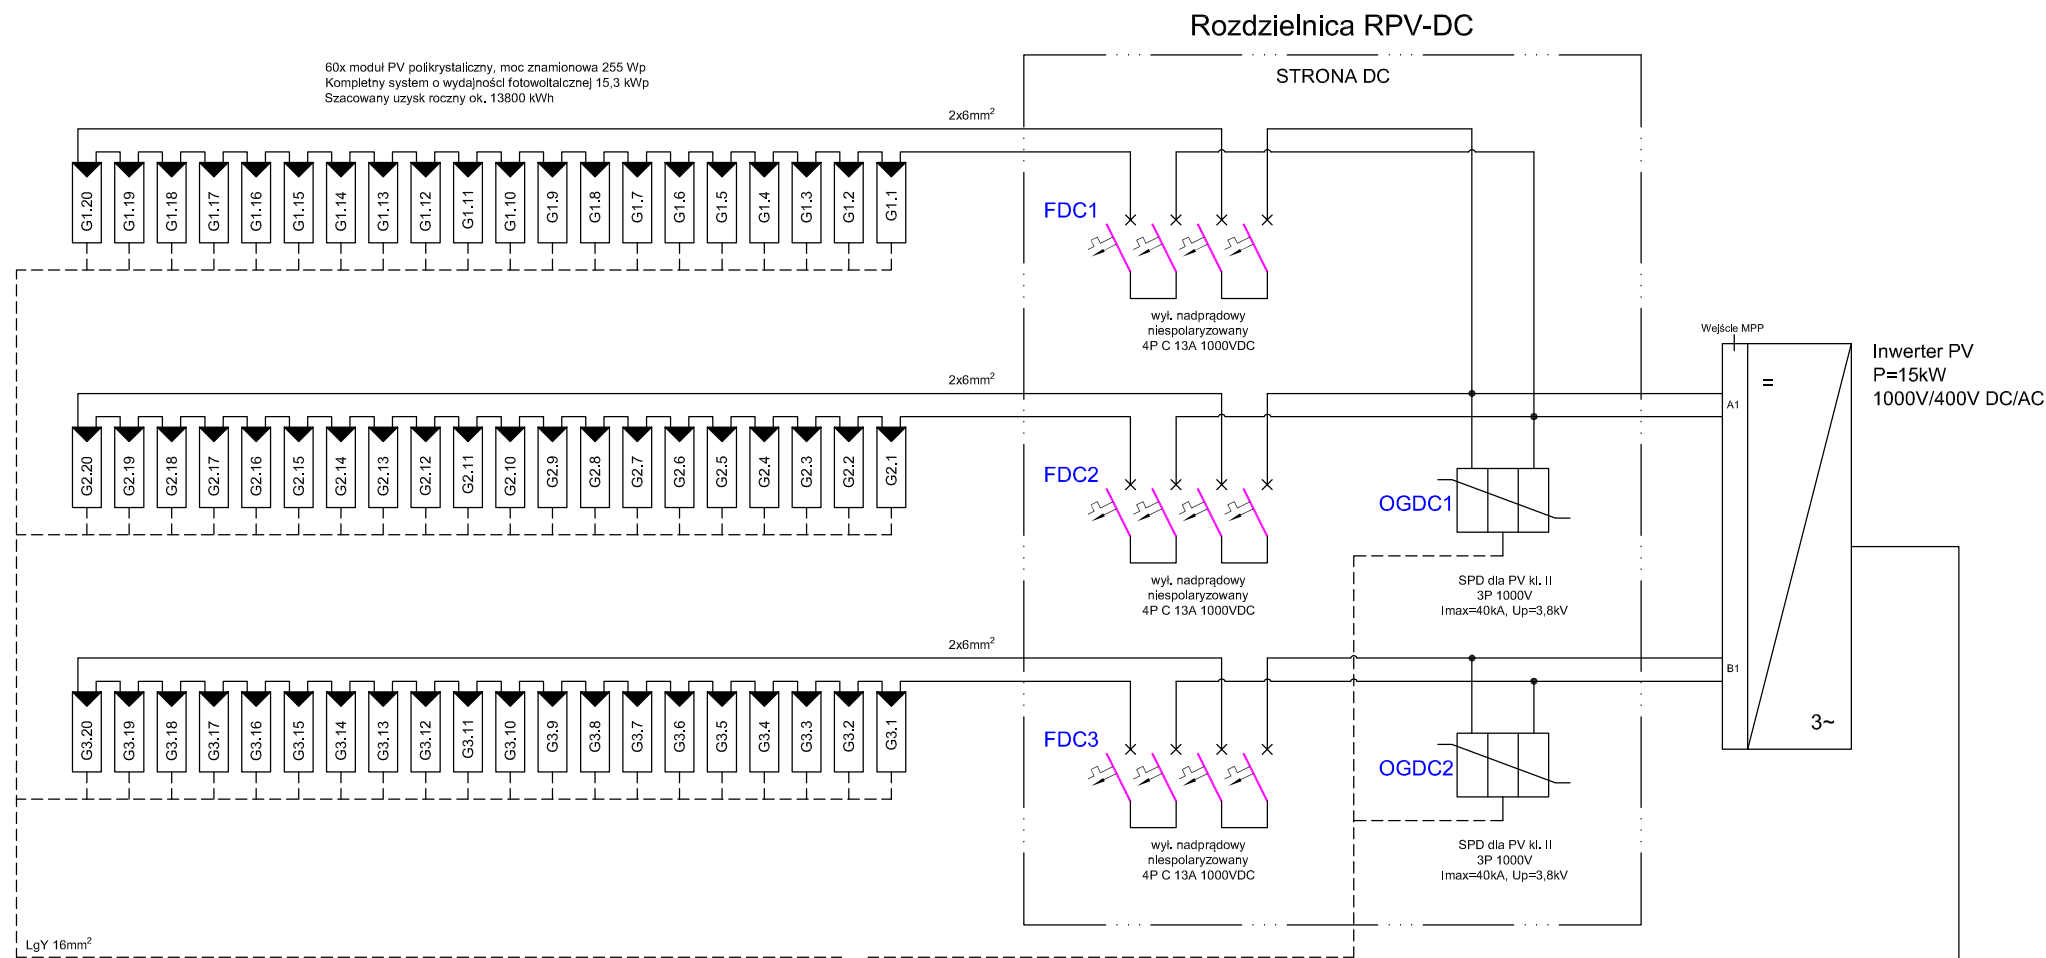 Rozdzielnica RPV-DC
STRONA DC
60x moduł PV polikrystaliczny, moc znamionowa 255 Wp
Kompletny system o wydajności fotowoltaicznej 15,3 kWp
Szacowany uzysk roczny ok. 13800 kWh
2x6mm²
G1.20 G1.19 G1.18 G1.17 G1.16 G1.15 G1.14 G1.13 G1.12 G1.11 G1.10 G1.9 G1.8 G1.7 G1.6 G1.5 G1.4 G1.3 G1.2 G1.1
FDC1
wył. nadprądowy
niespolaryzowany
4P C 13A 1000VDC
Wejście MPP
Inwerter PV
P=15kW
1000V/400V DC/AC
=
A1
B1
3~
2x6mm²
G2.20 G2.19 G2.18 G2.17 G2.16 G2.15 G2.14 G2.13 G2.12 G2.11 G2.10 G2.9 G2.8 G2.7 G2.6 G2.5 G2.4 G2.3 G2.2 G2.1
FDC2
wył. nadprądowy
niespolaryzowany
4P C 13A 1000VDC
OGDC1
SPD dla PV kl. II
3P 1000V
Imax=40kA, Up=3,8kV
2x6mm²
G3.20 G3.19 G3.18 G3.17 G3.16 G3.15 G3.14 G3.13 G3.12 G3.11 G3.10 G3.9 G3.8 G3.7 G3.6 G3.5 G3.4 G3.3 G3.2 G3.1
FDC3
wył. nadprądowy
niespolaryzowany
4P C 13A 1000VDC
OGDC2
SPD dla PV kl. II
3P 1000V
Imax=40kA, Up=3,8kV
LgY 16mm²